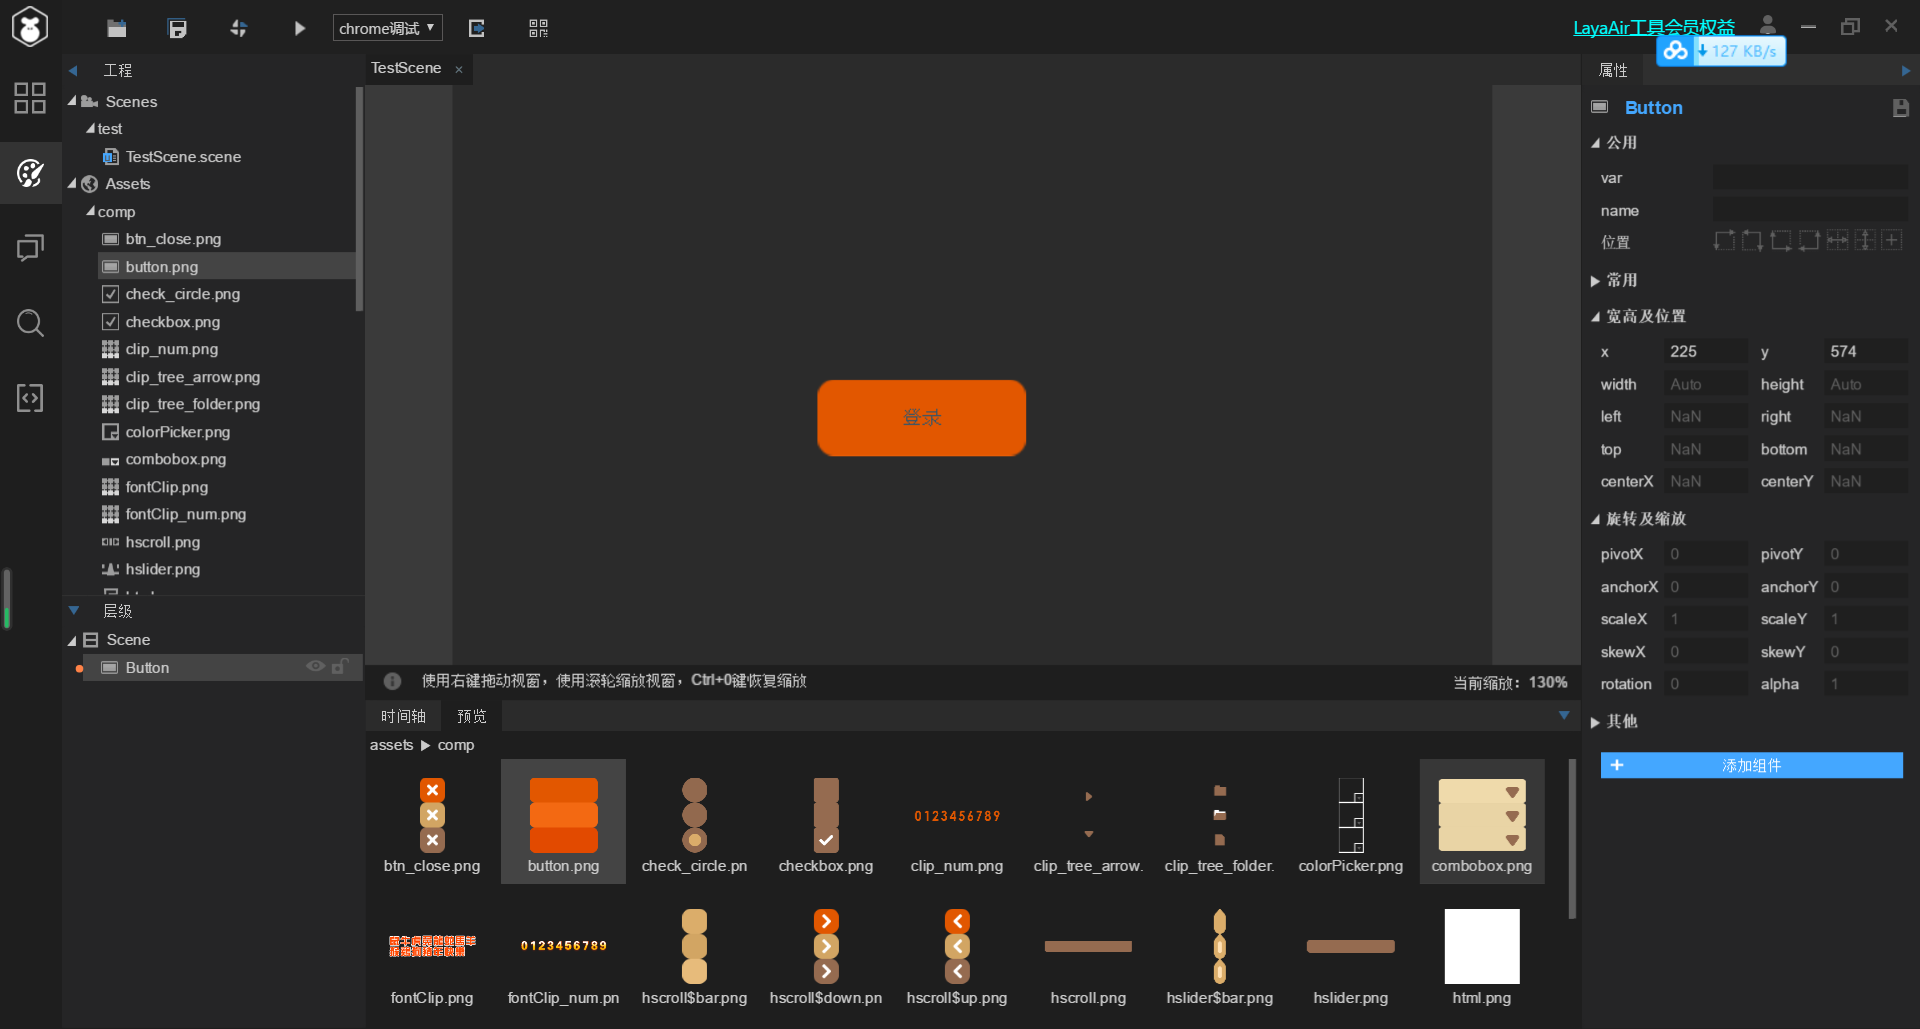 chrome调试
LayaAir工具会员权益
127 KB/s
工程
Scenes
test
TestScene.scene
Assets
comp
btn_close.png
button.png
check_circle.png
checkbox.png
clip_num.png
clip_tree_arrow.png
clip_tree_folder.png
colorPicker.png
combobox.png
fontClip.png
fontClip_num.png
hscroll.png
hslider.png
层级
Scene
Button
TestScene
登录
使用右键拖动视窗，使用滚轮缩放视窗，Ctrl+0键恢复缩放
当前缩放：130%
时间轴 预览
assets ▶ comp
btn_close.png button.png check_circle.pn checkbox.png clip_num.png clip_tree_arrow. clip_tree_folder. colorPicker.png combobox.png
0123456789
0123456789
fontClip.png fontClip_num.pn hscroll$bar.png hscroll$down.pn hscroll$up.png hscroll.png hslider$bar.png hslider.png html.png
属性
Button
公用
var
name
位置
常用
宽高及位置
x 225 y 574
width Auto height Auto
left NaN right NaN
top NaN bottom NaN
centerX NaN centerY NaN
旋转及缩放
pivotX 0 pivotY 0
anchorX 0 anchorY 0
scaleX 1 scaleY 1
skewX 0 skewY 0
rotation 0 alpha 1
其他
添加组件